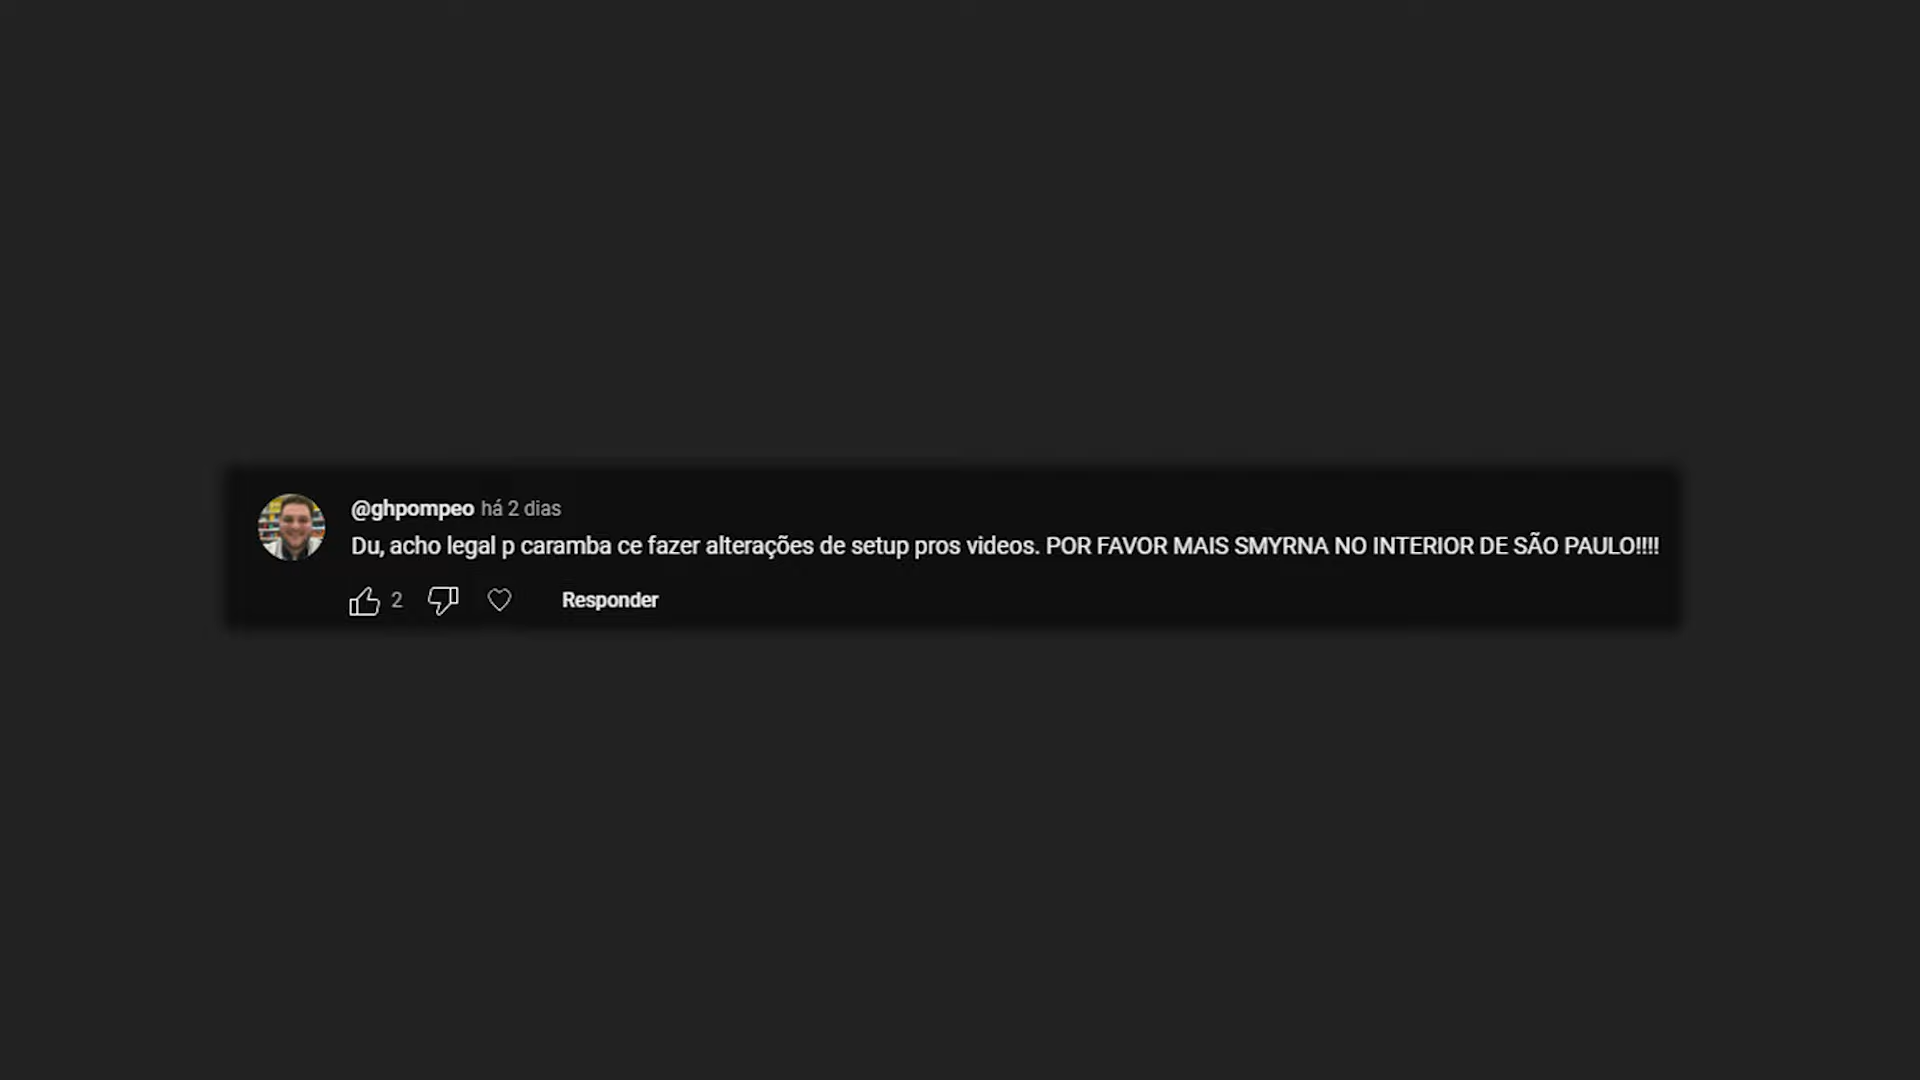 @ghpompeo há 2 dias
Du, acho legal p caramba ce fazer alterações de setup pros videos. POR FAVOR MAIS SMYRNA NO INTERIOR DE SÃO PAULO!!!!
2 Responder